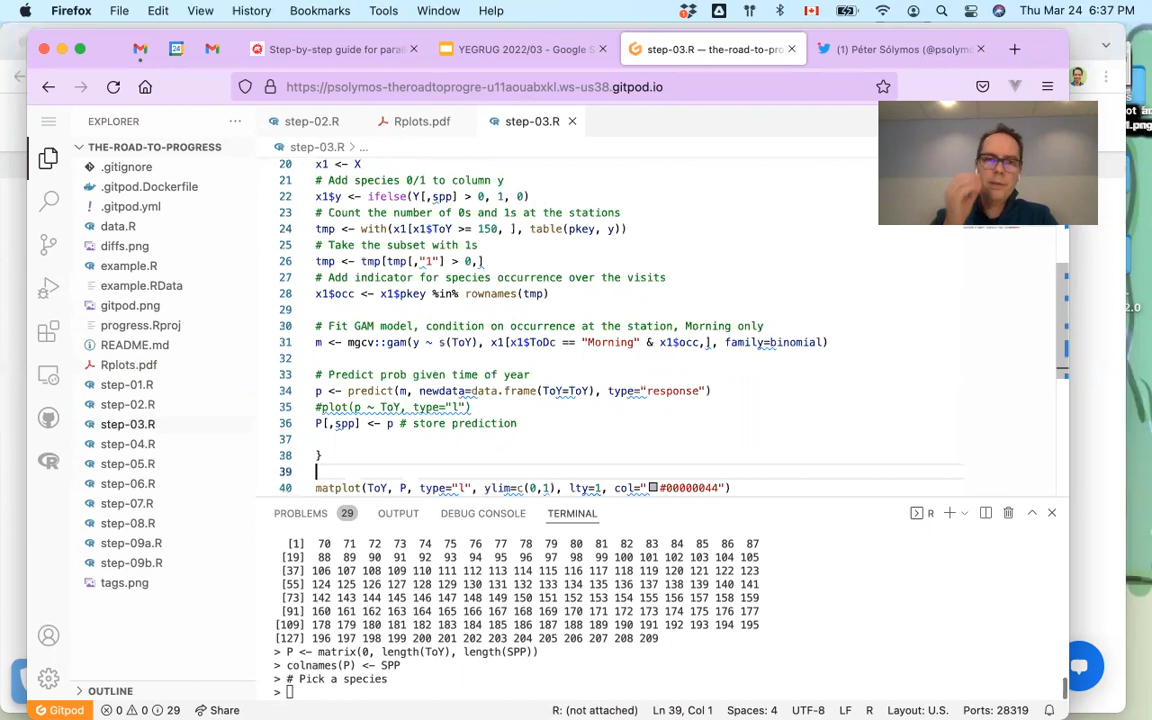 Firefox File Edit View History Bookmarks Tools Window Help Thu Mar 24 6:37 PM
Step-by-step guide for paral YEGRUG 2022/03 - Google S step-03.R — the-road-to-pro (1) Péter Sólymos (@psolym
https://psolymos-theroadtoprogre-u11aouabxkl.ws-us38.gitpod.io
EXPLORER
step-02.R Rplots.pdf step-03.R
THE-ROAD-TO-PROGRESS
step-03.R > ...
.gitignore
.gitpod.Dockerfile
.gitpod.yml
data.R
diffs.png
example.R
example.RData
gitpod.png
progress.Rproj
README.md
Rplots.pdf
step-01.R
step-02.R
step-03.R
step-04.R
step-05.R
step-06.R
step-07.R
step-08.R
step-09a.R
step-09b.R
tags.png
OUTLINE
TIMELINE
20 x1 <- X
21 # Add species 0/1 to column y
22 x1$y <- ifelse(Y[,spp] > 0, 1, 0)
23 # Count the number of 0s and 1s at the stations
24 tmp <- with(x1[x1$ToY >= 150, ], table(pkey, y))
25 # Take the subset with 1s
26 tmp <- tmp[tmp[,"1"] > 0,]
27 # Add indicator for species occurrence over the visits
28 x1$occ <- x1$pkey %in% rownames(tmp)
29
30 # Fit GAM model, condition on occurrence at the station, Morning only
31 m <- mgcv::gam(y ~ s(ToY), x1[x1$ToDc == "Morning" & x1$occ,], family=binomial)
32
33 # Predict prob given time of year
34 p <- predict(m, newdata=data.frame(ToY=ToY), type="response")
35 #plot(p ~ ToY, type="l")
36 P[,spp] <- p # store prediction
37
38 }
39
40 matplot(ToY, P, type="l", ylim=c(0,1), lty=1, col="#00000044")
PROBLEMS 29 OUTPUT DEBUG CONSOLE TERMINAL R
[1] 70 71 72 73 74 75 76 77 78 79 80 81 82 83 84 85 86 87
[19] 88 89 90 91 92 93 94 95 96 97 98 99 100 101 102 103 104 105
[37] 106 107 108 109 110 111 112 113 114 115 116 117 118 119 120 121 122 123
[55] 124 125 126 127 128 129 130 131 132 133 134 135 136 137 138 139 140 141
[73] 142 143 144 145 146 147 148 149 150 151 152 153 154 155 156 157 158 159
[91] 160 161 162 163 164 165 166 167 168 169 170 171 172 173 174 175 176 177
[109] 178 179 180 181 182 183 184 185 186 187 188 189 190 191 192 193 194 195
[127] 196 197 198 199 200 201 202 203 204 205 206 207 208 209
> P <- matrix(0, length(ToY), length(SPP))
> colnames(P) <- SPP
> # Pick a species
>
Gitpod 0 0 29 Share R: (not attached) Ln 39, Col 1 Spaces: 4 UTF-8 LF R Layout: U.S. Ports: 28319